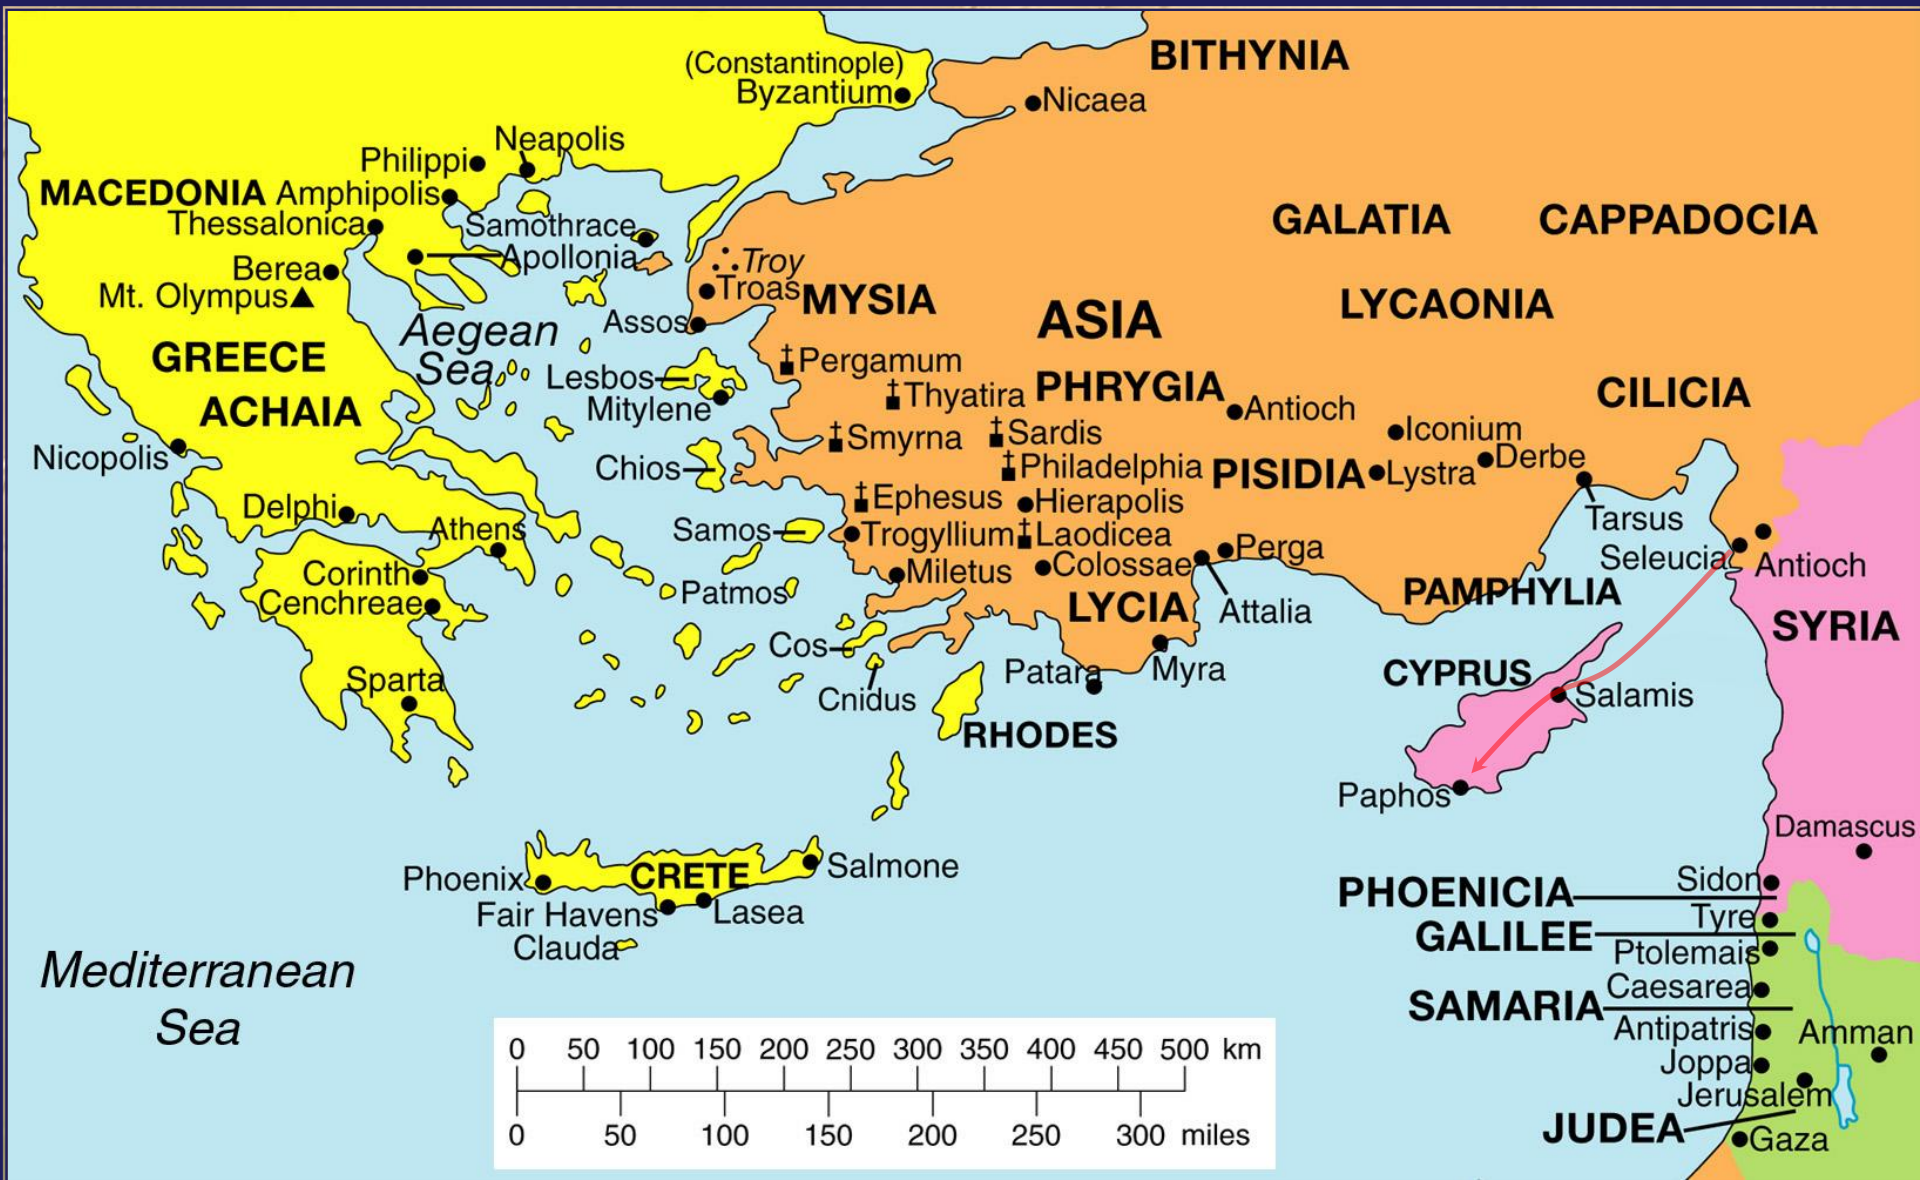 BITHYNIA
(Constantinople)
Byzantium
Nicaea
Neapolis
Philippi
MACEDONIA
Amphipolis
Thessalonica
Samothrace
Apollonia
GALATIA
CAPPADOCIA
Berea
Mt. Olympus
Troy
Troas
MYSIA
ASIA
LYCAONIA
Aegean
Sea
Assos
GREECE
ACHAIA
Pergamum
Lesbos
Mitylene
Thyatira
PHRYGIA
Antioch
CILICIA
Nicopolis
Smyrna
Sardis
Iconium
Chios
Philadelphia
PISIDIA
Lystra
Derbe
Delphi
Athens
Ephesus
Hierapolis
Tarsus
Samos
Trogyllium
Laodicea
Perga
Seleucia
Antioch
Corinth
Cenchreae
Patmos
Miletus
Colossae
Attalia
PAMPHYLIA
LYCIA
SYRIA
Cos
Cnidus
Patara
Myra
CYPRUS
Salamis
Sparta
RHODES
Paphos
Damascus
Phoenix
CRETE
Salmone
Fair Havens
Lasea
Clauda
PHOENICIA
Sidon
Tyre
GALILEE
Ptolemais
Caesarea
SAMARIA
Antipatris
Amman
Joppa
Jerusalem
JUDEA
Gaza
Mediterranean
Sea
0 50 100 150 200 250 300 350 400 450 500 km
0 50 100 150 200 250 300 miles